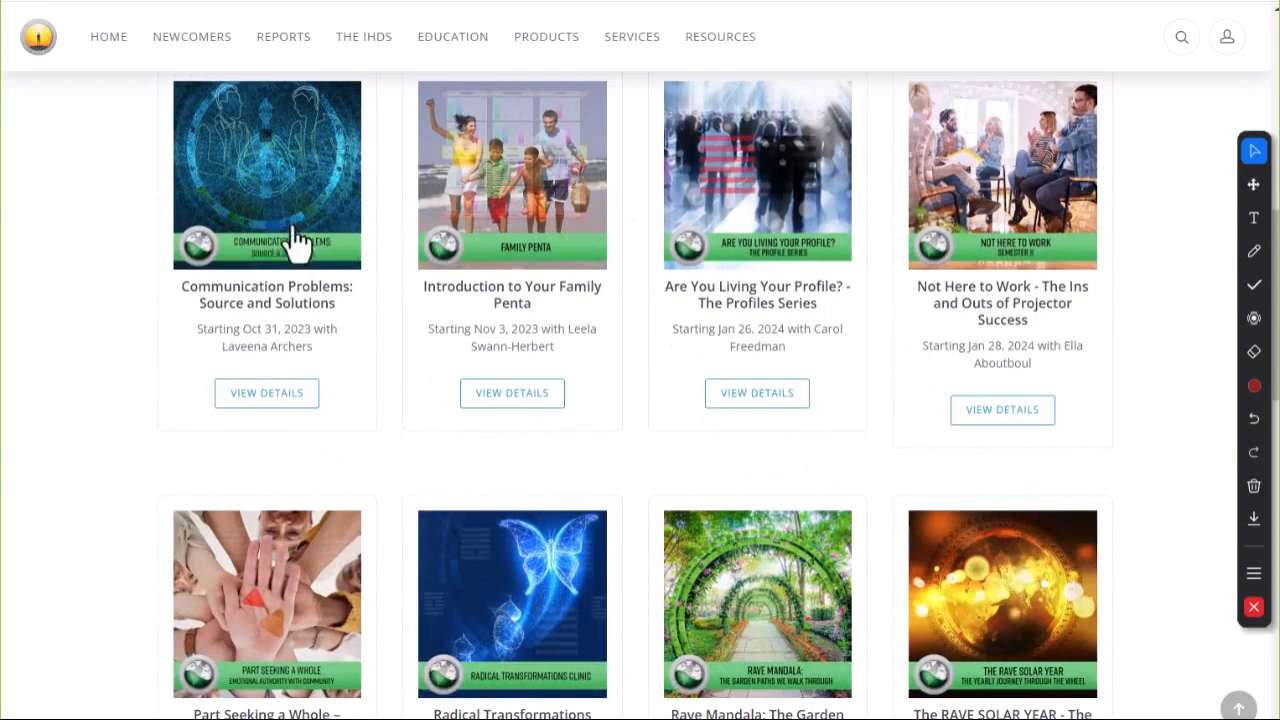 HOME NEWCOMERS REPORTS THE IHDS EDUCATION PRODUCTS SERVICES RESOURCES
FAMILY PENTA
ARE YOU LIVING YOUR PROFILE?
THE PROFILE SERIES
NOT HERE TO WORK
SEMESTER II
Communication Problems:
Source and Solutions
Starting Oct 31, 2023 with
Laveena Archers
VIEW DETAILS
Introduction to Your Family
Penta
Starting Nov 3, 2023 with Leela
Swann-Herbert
VIEW DETAILS
Are You Living Your Profile? -
The Profiles Series
Starting Jan 26, 2024 with Carol
Freedman
VIEW DETAILS
Not Here to Work - The Ins
and Outs of Projector
Success
Starting Jan 28, 2024 with Ella
Aboutboul
VIEW DETAILS
PART SEEKING A WHOLE
EMOTIONAL AUTHORITY WITH COMMUNITY
RADICAL TRANSFORMATIONS CLINIC
RAVE MANDALA:
THE GARDEN PATHS WE WALK THROUGH
THE RAVE SOLAR YEAR
THE YEARLY JOURNEY THROUGH THE WHEEL
Part Seeking a Whole ~
Radical Transformations
Rave Mandala: The Garden
The RAVE SOLAR YEAR - The